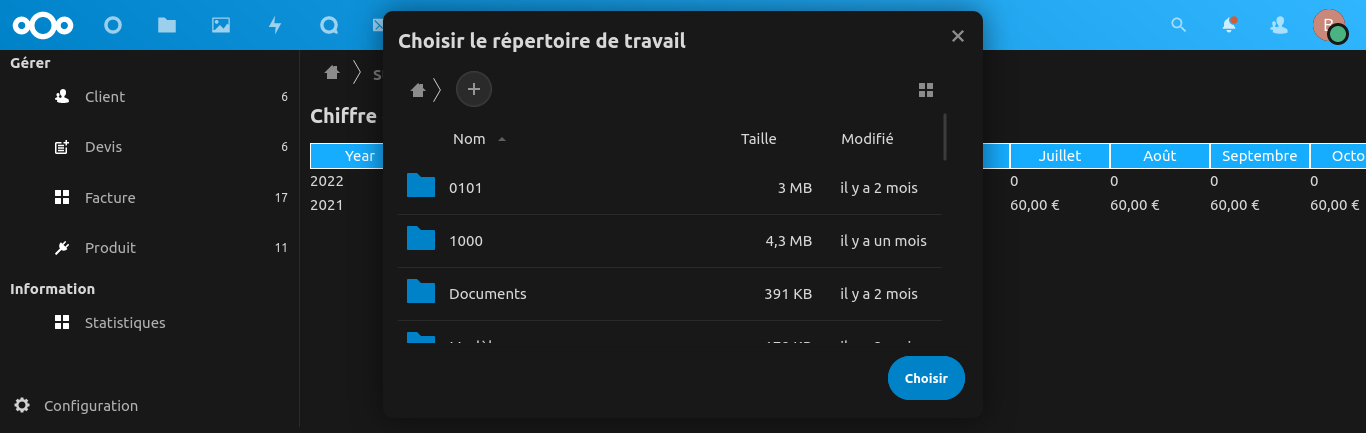 Choisir le répertoire de travail
B
Gérer
Client 6
Devis 6
Facture 17
Produit 11
Information
Statistiques
Configuration
Chiffre
Year Juillet Août Septembre Octo
2022 0 0 0 0
2021 60,00 € 60,00 € 60,00 € 60,00 €
Nom Taille Modifié
0101 3 MB il y a 2 mois
1000 4,3 MB il y a un mois
Documents 391 KB il y a 2 mois
Choisir